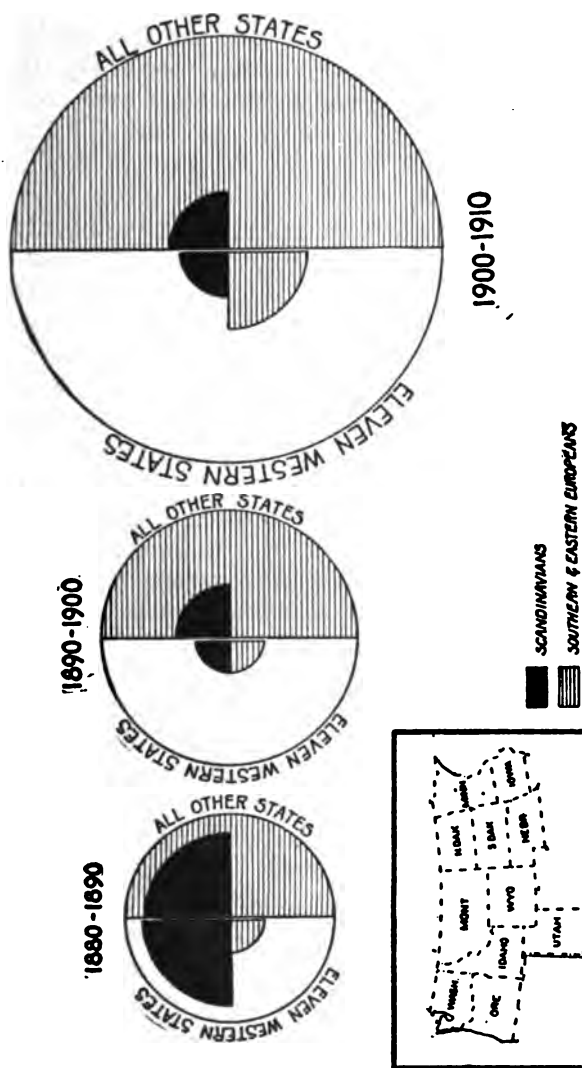 1880-1890
ALL OTHER STATES
ELEVEN WESTERN STATES
1890-1900
ALL OTHER STATES
ELEVEN WESTERN STATES
1900-1910
ALL OTHER STATES
ELEVEN WESTERN STATES
WASH.
MONT
N DAK
MINN
ORE
IDAHO
WYO
S DAK
NEBR
IOWA
UTAH
SCANDINAVIANS
SOUTHERN & EASTERN EUROPEANS